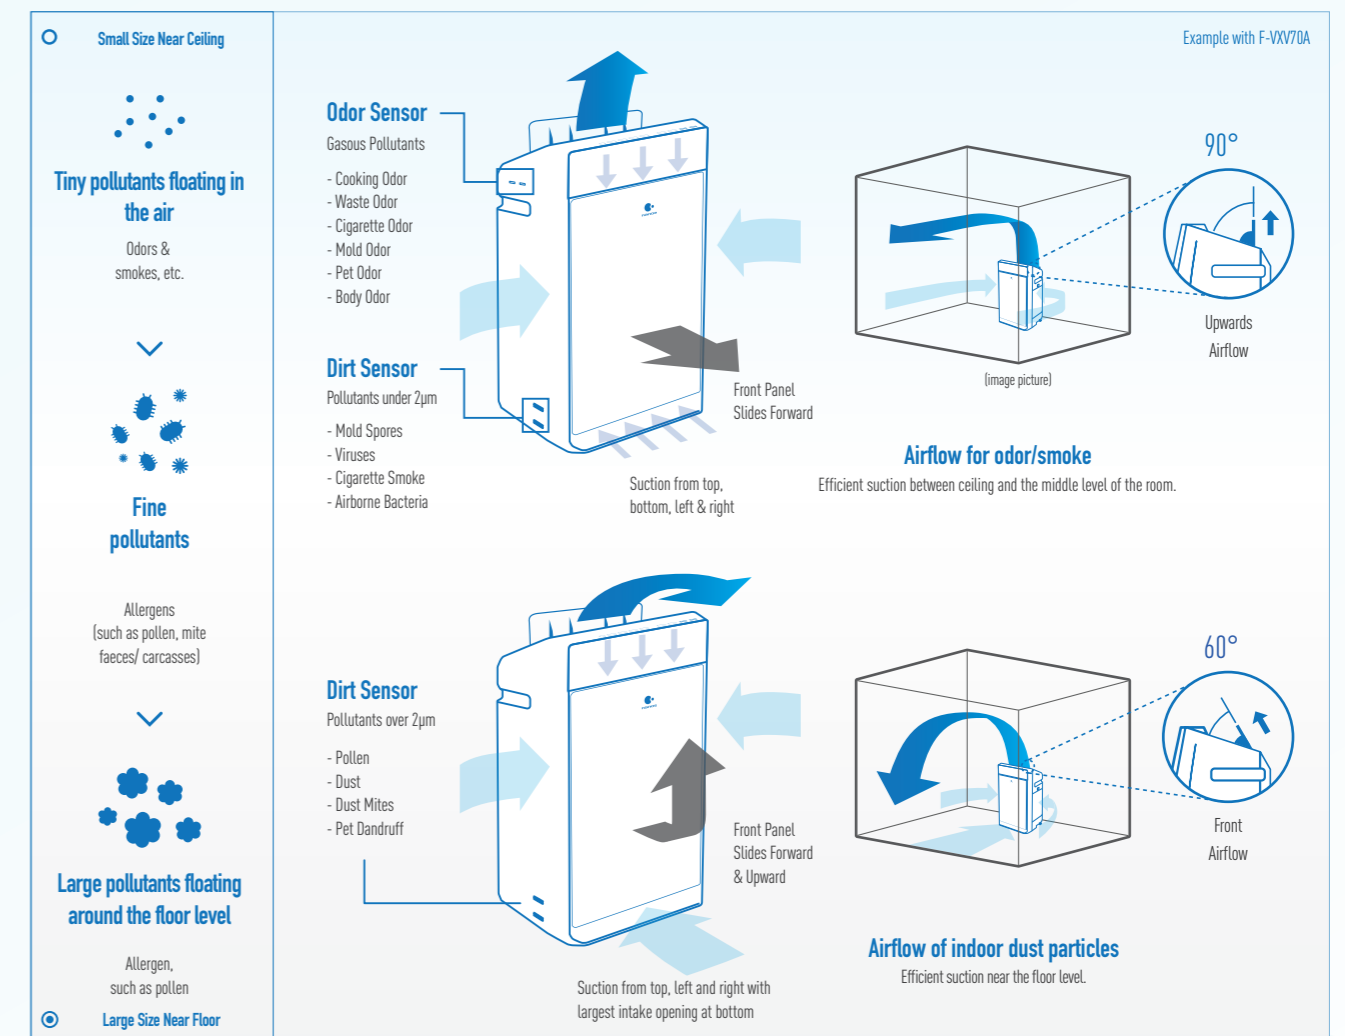 Small Size Near Ceiling
Tiny pollutants floating in
the air
Odors &
smokes, etc.
Fine
pollutants
Allergens
(such as pollen, mite
faeces/ carcasses)
Large pollutants floating
around the floor level
Allergen,
such as pollen
Large Size Near Floor
Example with F-VXV70A
Odor Sensor
Gasous Pollutants
- Cooking Odor
- Waste Odor
- Cigarette Odor
- Mold Odor
- Pet Odor
- Body Odor
Dirt Sensor
Pollutants under 2μm
- Mold Spores
- Viruses
- Cigarette Smoke
- Airborne Bacteria
Front Panel
Slides Forward
Suction from top,
bottom, left & right
90°
Upwards
Airflow
(image picture)
Airflow for odor/smoke
Efficient suction between ceiling and the middle level of the room.
Dirt Sensor
Pollutants over 2μm
- Pollen
- Dust
- Dust Mites
- Pet Dandruff
Front Panel
Slides Forward
& Upward
Suction from top, left and right with
largest intake opening at bottom
60°
Front
Airflow
Airflow of indoor dust particles
Efficient suction near the floor level.